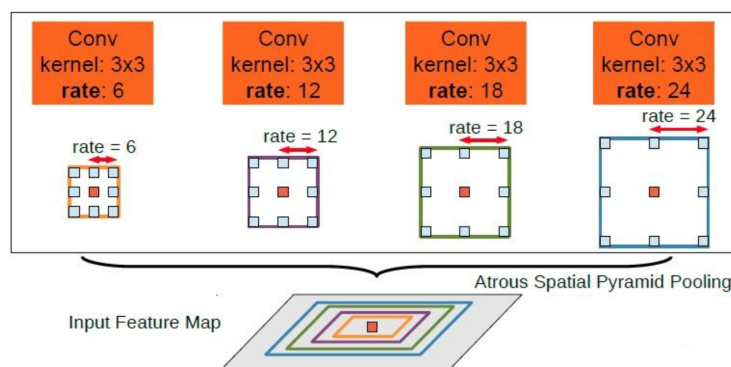 Conv
kernel: 3x3
rate: 6
Conv
kernel: 3x3
rate: 12
Conv
kernel: 3x3
rate: 18
Conv
kernel: 3x3
rate: 24
rate = 6
rate = 12
rate = 18
rate = 24
Atrous Spatial Pyramid Pooling
Input Feature Map